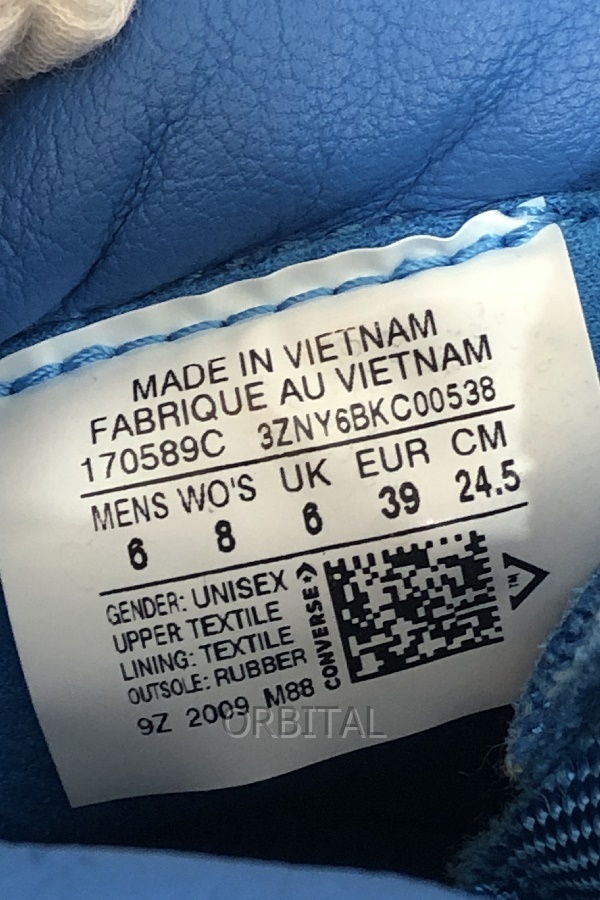 MADE IN VIETNAM
FABRIQUE AU VIETNAM
170589C 3ZNY6BKC00538
MENS WO'S UK EUR CM
6 8 6 39 24.5
GENDER: UNISEX
UPPER TEXTILE
LINING: TEXTILE
OUTSOLE: RUBBER
9Z 2009 M88
CONVERSE
TM
ORBITAL